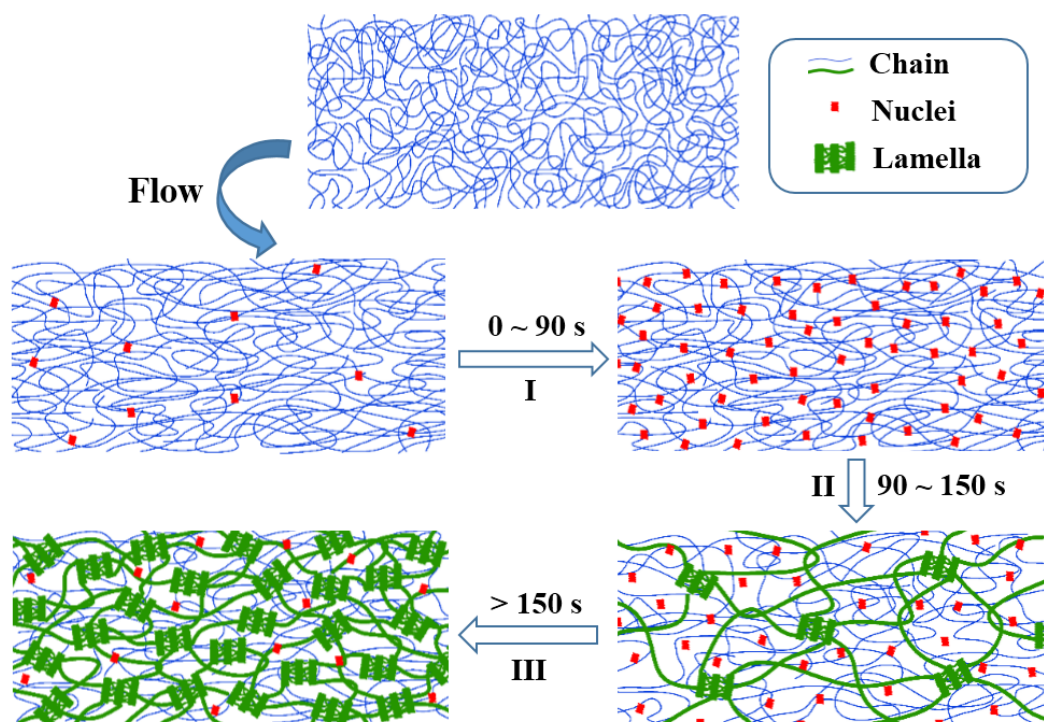 Chain
Nuclei
Lamella
Flow
0 ~ 90 s
I
II
90 ~ 150 s
> 150 s
III